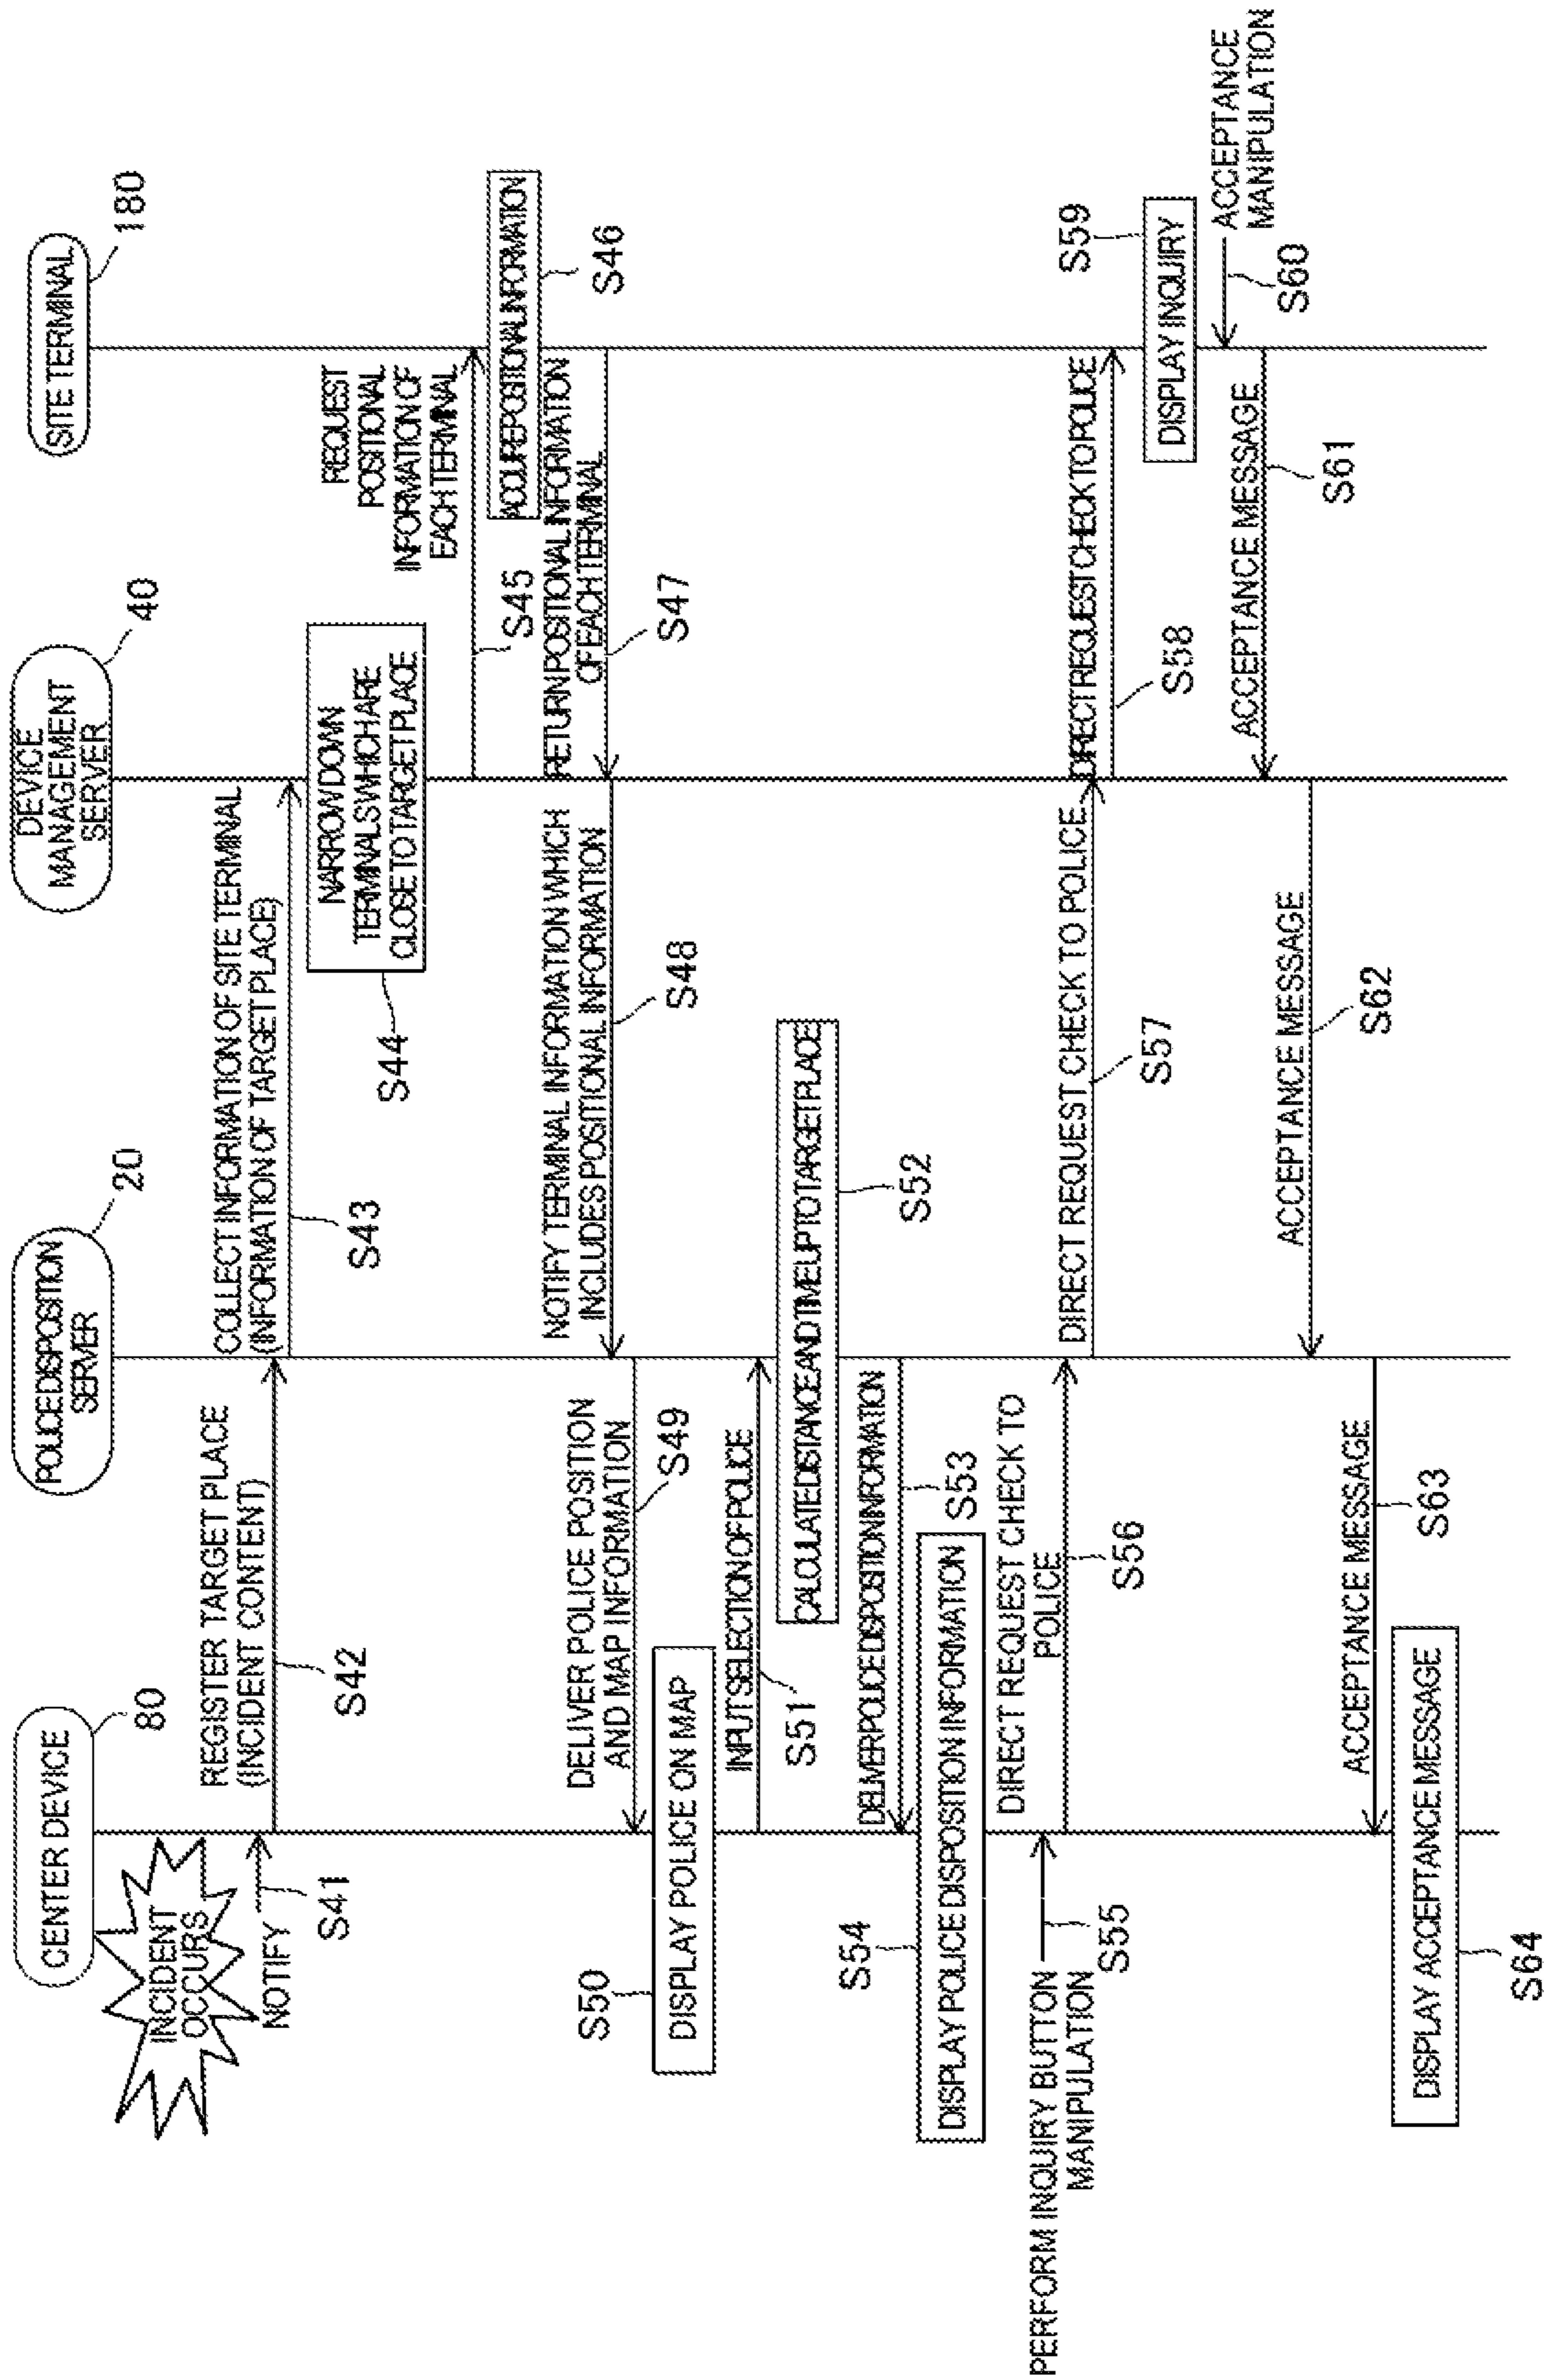 CENTER DEVICE
80
POLICE DISPOSITION
SERVER
20
DEVICE
MANAGEMENT
SERVER
40
SITE TERMINAL
180
INCIDENT
OCCURS
NOTIFY
S41
REGISTER TARGET PLACE
(INCIDENT CONTENT)
S42
COLLECT INFORMATION OF SITE TERMINAL
(INFORMATION OF TARGET PLACE)
S43
NARROW DOWN
TERMINALS WHICH ARE
CLOSE TO TARGET PLACE
S44
REQUEST
POSITIONAL
INFORMATION OF
EACH TERMINAL
S45
ACQUIRE POSITIONAL INFORMATION
S46
RETURN POSITIONAL INFORMATION
OF EACH TERMINAL
S47
NOTIFY TERMINAL INFORMATION WHICH
INCLUDES POSITIONAL INFORMATION
S48
DELIVER POLICE POSITION
AND MAP INFORMATION
S49
S50
DISPLAY POLICE ON MAP
INPUT SELECTION OF POLICE
S51
CALCULATE DISTANCE AND TIME UP TO TARGET PLACE
S52
DELIVER POLICE DISPOSITION INFORMATION
S53
S54
DISPLAY POLICE DISPOSITION INFORMATION
PERFORM INQUIRY BUTTON
MANIPULATION
S55
DIRECT REQUEST CHECK TO
POLICE
S56
DIRECT REQUEST CHECK TO POLICE
S57
DIRECT REQUEST CHECK TO POLICE
S58
S59
DISPLAY INQUIRY
ACCEPTANCE
MANIPULATION
S60
ACCEPTANCE MESSAGE
S61
ACCEPTANCE MESSAGE
S62
ACCEPTANCE MESSAGE
S63
DISPLAY ACCEPTANCE MESSAGE
S64